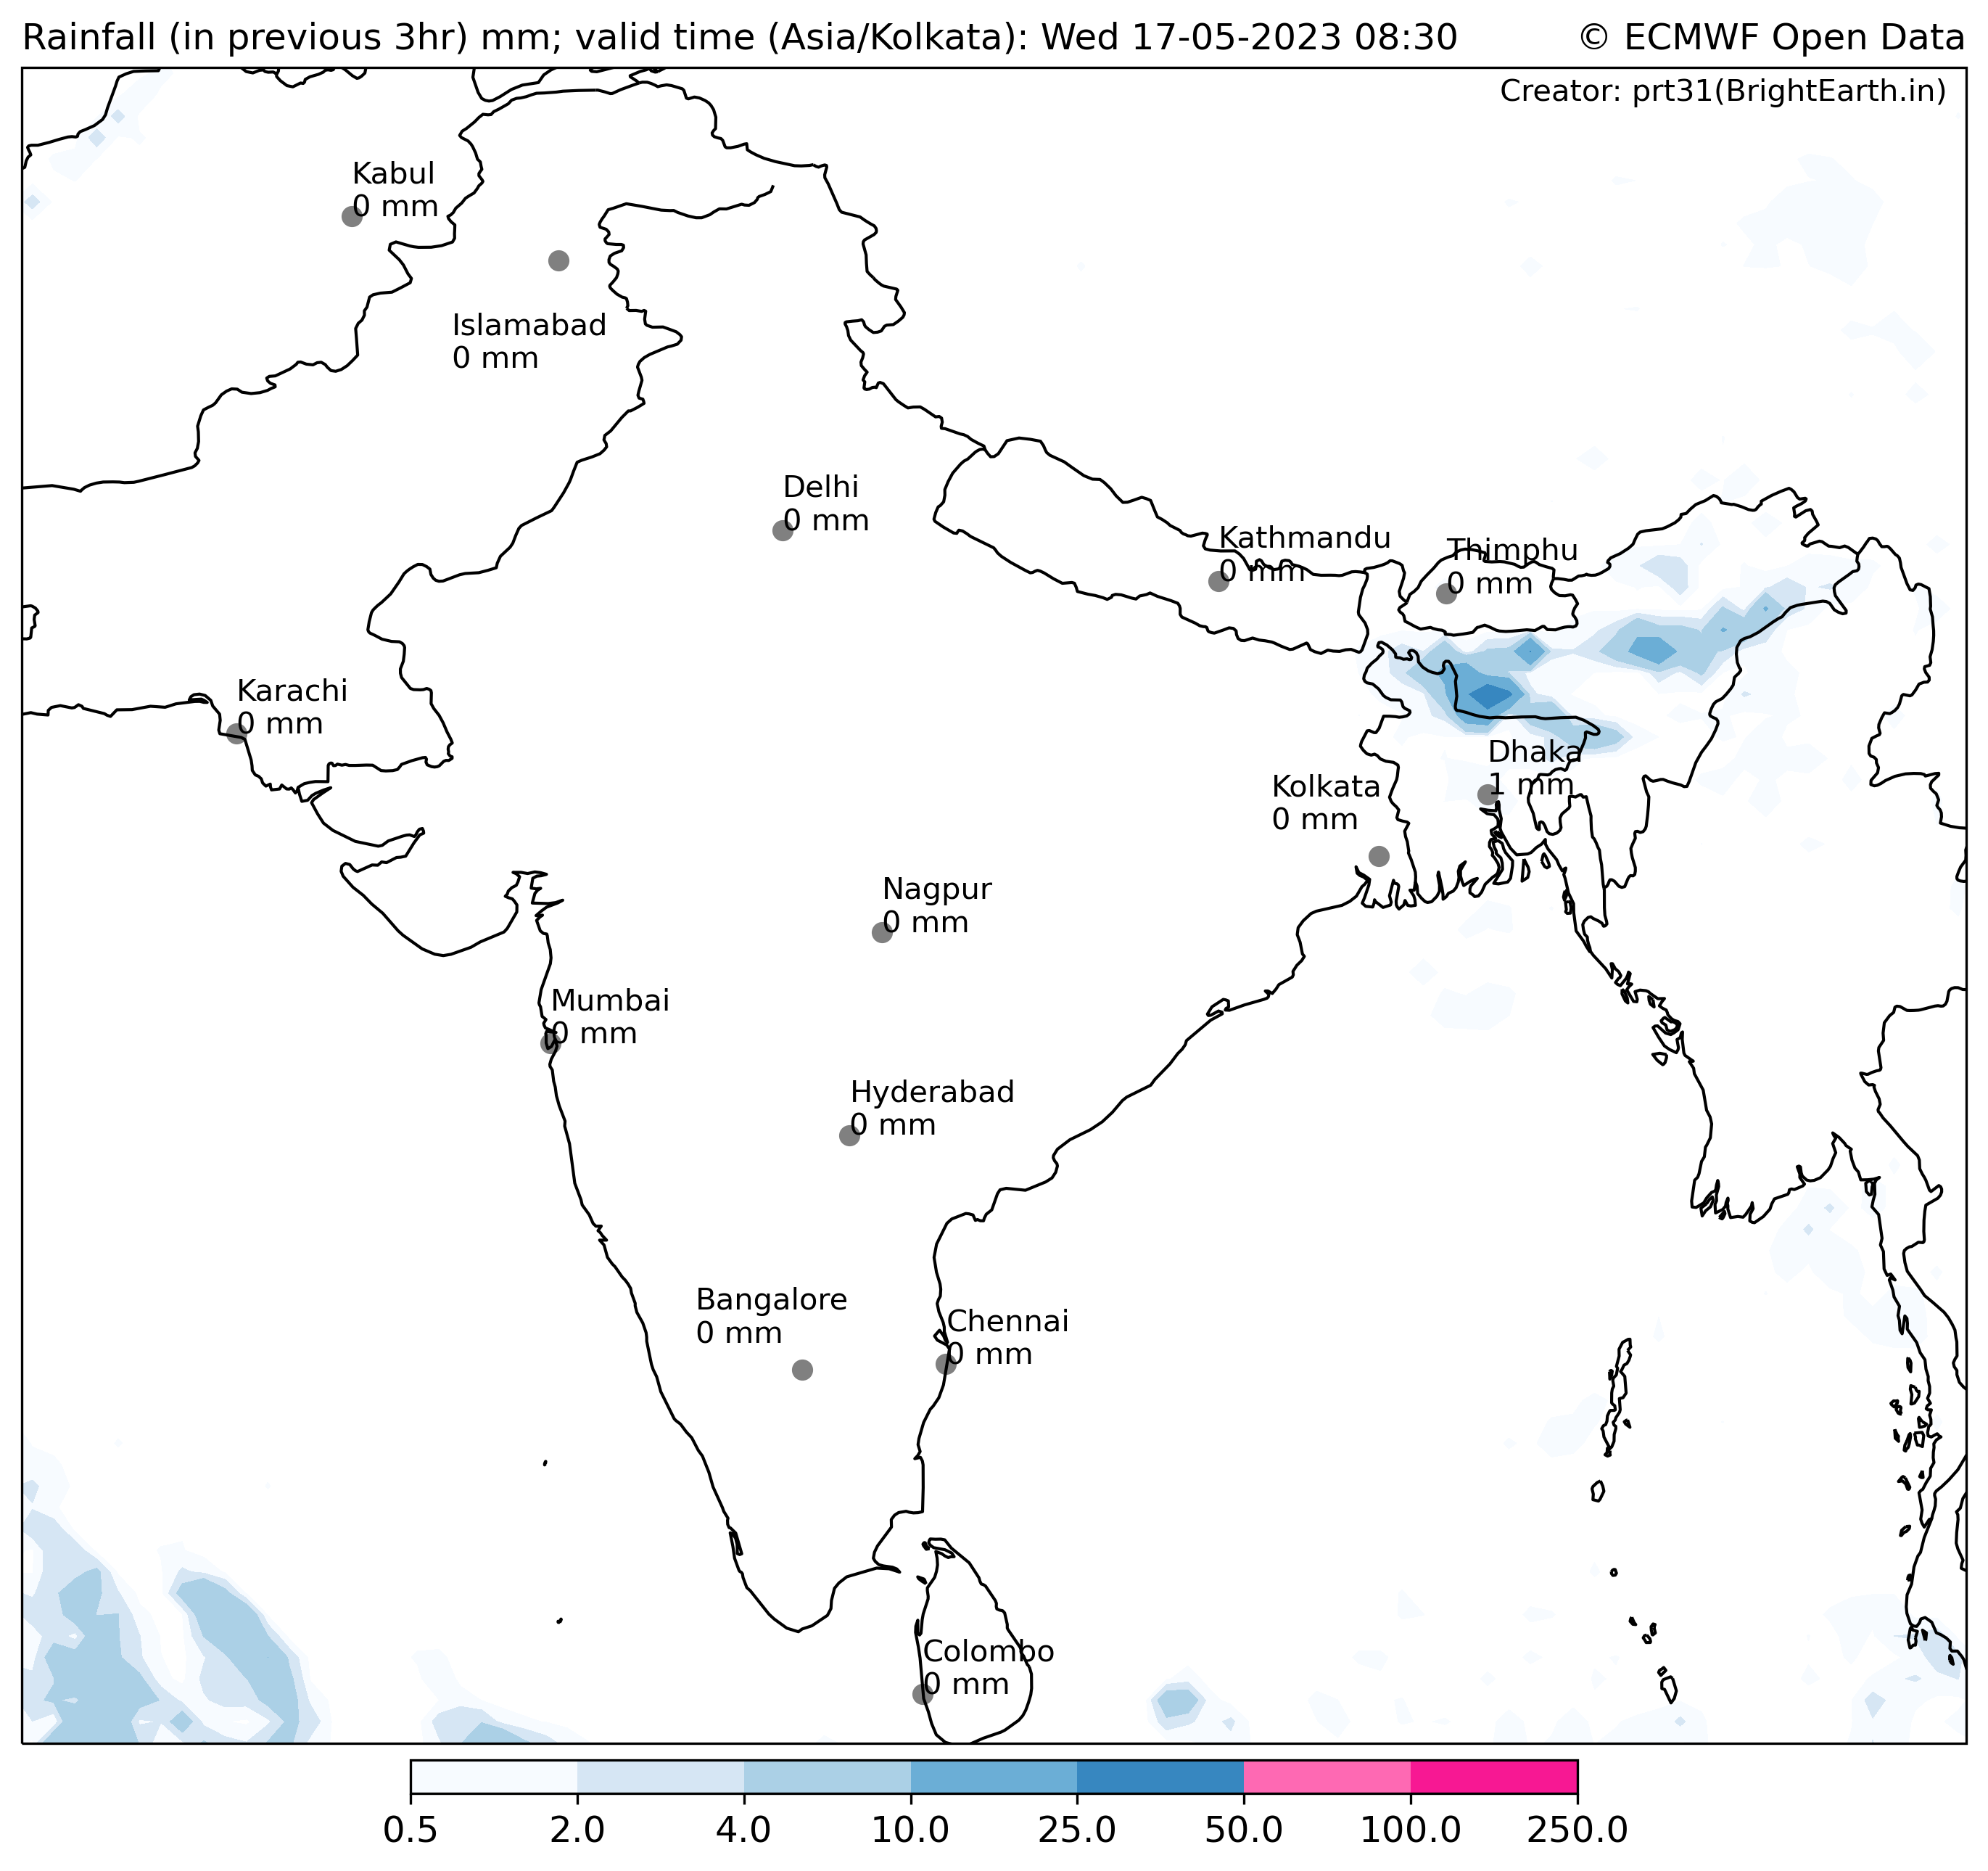 Rainfall (in previous 3hr) mm; valid time (Asia/Kolkata): Wed 17-05-2023 08:30
© ECMWF Open Data
Creator: prt31(BrightEarth.in)
Kabul
0 mm
Islamabad
0 mm
Delhi
0 mm
Kathmandu
0 mm
Thimphu
0 mm
Karachi
0 mm
Dhaka
1 mm
Kolkata
0 mm
Nagpur
0 mm
Mumbai
0 mm
Hyderabad
0 mm
Bangalore
0 mm
Chennai
0 mm
Colombo
0 mm
0.5 2.0 4.0 10.0 25.0 50.0 100.0 250.0